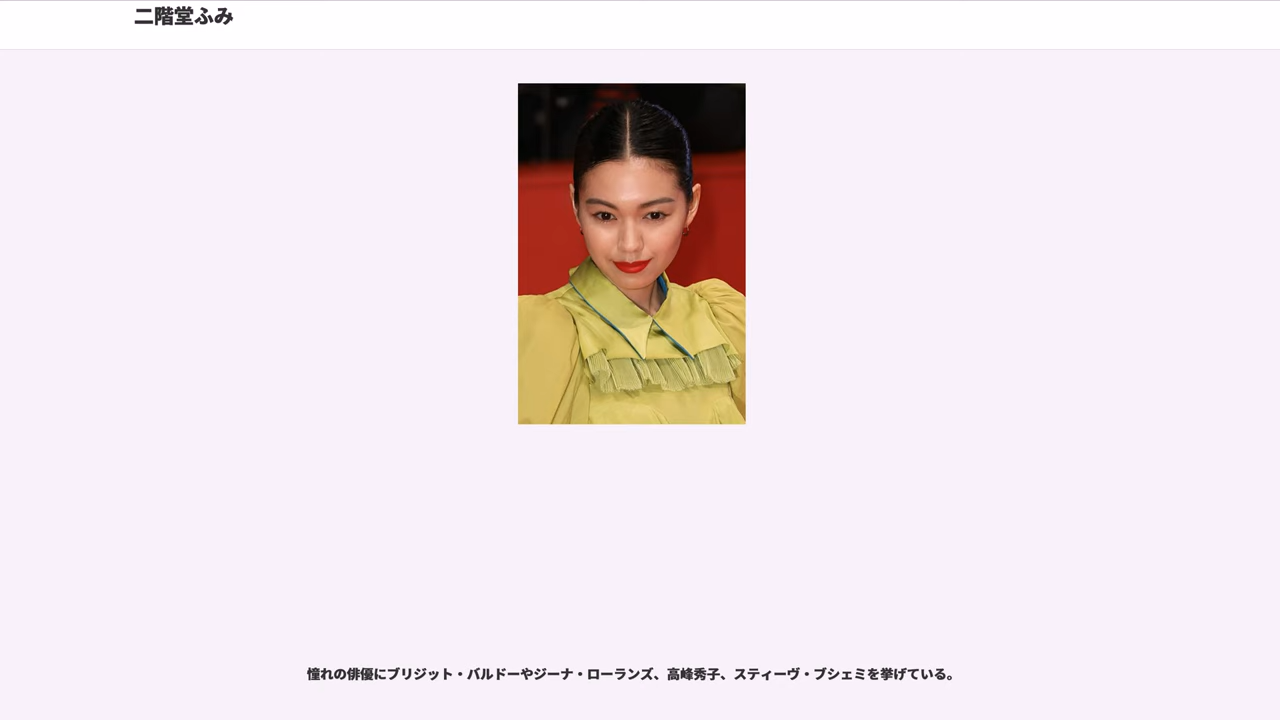 二階堂ふみ
憧れの俳優にブリジット・バルドーやジーナ・ローランズ、高峰秀子、スティーヴ・ブシェミを挙げている。